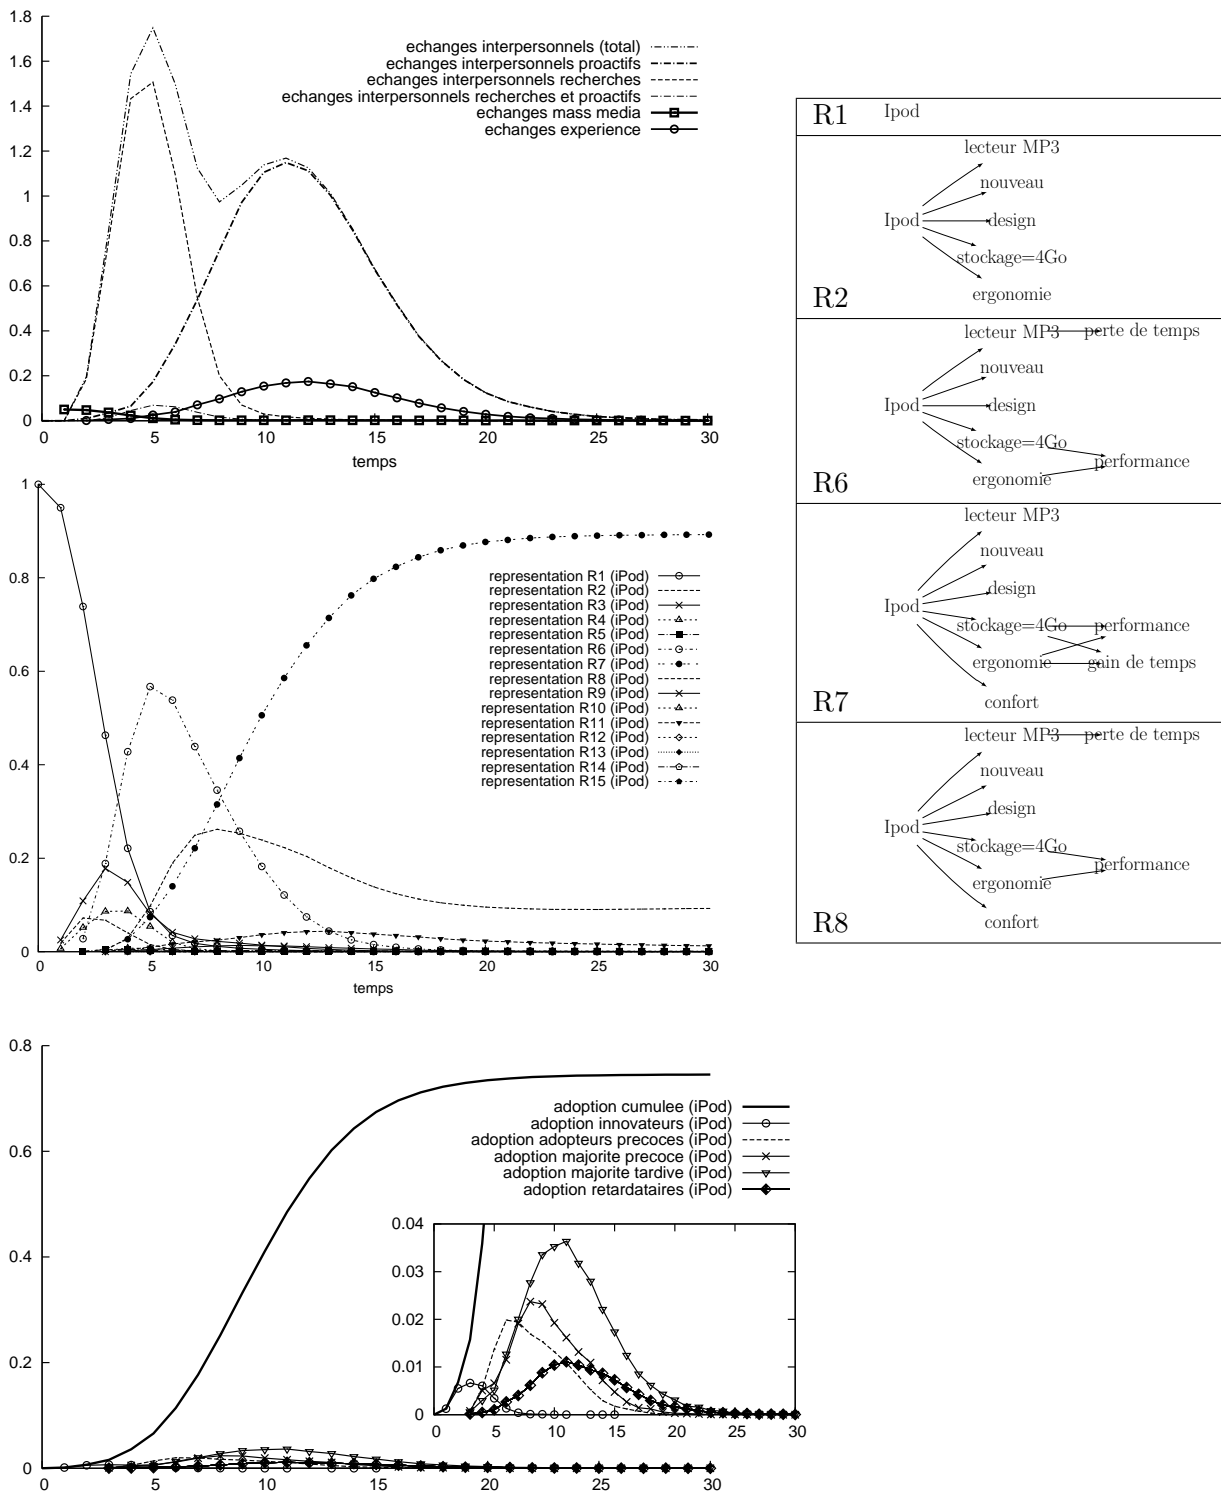 1.8
1.6
1.4
1.2
1
0.8
0.6
0.4
0.2
0
echanges interpersonnels (total)
echanges interpersonnels proactifs
echanges interpersonnels recherches
echanges interpersonnels recherches et proactifs
echanges mass media
echanges experience
0 5 10 15 20 25 30
temps
1
0.8
0.6
0.4
0.2
0
representation R1 (iPod)
representation R2 (iPod)
representation R3 (iPod)
representation R4 (iPod)
representation R5 (iPod)
representation R6 (iPod)
representation R7 (iPod)
representation R8 (iPod)
representation R9 (iPod)
representation R10 (iPod)
representation R11 (iPod)
representation R12 (iPod)
representation R13 (iPod)
representation R14 (iPod)
representation R15 (iPod)
0 5 10 15 20 25 30
temps
R1 Ipod
lecteur MP3
nouveau
Ipod design
stockage=4Go
ergonomie
R2
lecteur MP3 perte de temps
nouveau
Ipod design
stockage=4Go
performance
ergonomie
R6
lecteur MP3
nouveau
design
Ipod
stockage=4Go performance
ergonomie gain de temps
confort
R7
lecteur MP3 perte de temps
nouveau
design
Ipod
stockage=4Go
performance
ergonomie
confort
R8
0.8
0.6
0.4
0.2
0
adoption cumulee (iPod)
adoption innovateurs (iPod)
adoption adopteurs precoces (iPod)
adoption majorite precoce (iPod)
adoption majorite tardive (iPod)
adoption retardataires (iPod)
0.04
0.03
0.02
0.01
0
0 5 10 15 20 25 30
0 5 10 15 20 25 30